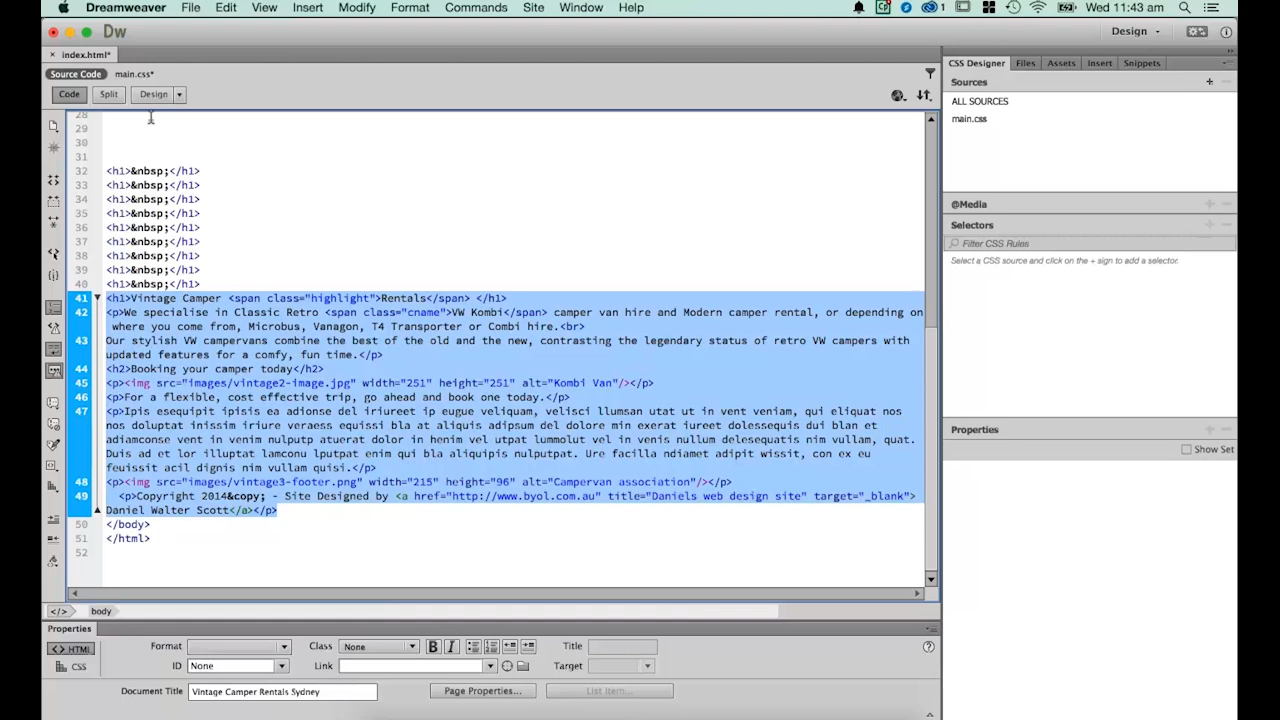 Dreamweaver File Edit View Insert Modify Format Commands Site Window Help 1 Wed 11:43 am
Dw Design
index.html*
Source Code main.css*
Code Split Design
28
29
30
31
32 <h1>&nbsp;</h1>
33 <h1>&nbsp;</h1>
34 <h1>&nbsp;</h1>
35 <h1>&nbsp;</h1>
36 <h1>&nbsp;</h1>
37 <h1>&nbsp;</h1>
38 <h1>&nbsp;</h1>
39 <h1>&nbsp;</h1>
40 <h1>&nbsp;</h1>
41 <h1>Vintage Camper <span class="highlight">Rentals</span> </h1>
42 <p>We specialise in Classic Retro <span class="cname">VW Kombi</span> camper van hire and Modern camper rental, or depending on
where you come from, Microbus, Vanagon, T4 Transporter or Combi hire.<br>
43 Our stylish VW campervans combine the best of the old and the new, contrasting the legendary status of retro VW campers with
updated features for a comfy, fun time.</p>
44 <h2>Booking your camper today</h2>
45 <p><img src="images/vintage2-image.jpg" width="251" height="251" alt="Kombi Van"/></p>
46 <p>For a flexible, cost effective trip, go ahead and book one today.</p>
47 <p>Ipis esequipit ipisis ea adionse del iriureet ip eugue veliquam, velisci llumsan utat ut in vent veniam, qui eliquat nos
nos doluptat inissim iriure veraess equissi bla at aliquis adipsum del dolore min exerat iureet dolessequis dui blan et
adiamconse vent in venim nulputp atuerat dolor in henim vel utpat lummolut vel in venis nullum delesequatis nim vullam, quat.
Duis ad et lor illuptat lamconu lputpat enim qui bla aliquipis nulputpat. Ure facilla ndiamet adipit wissit, con ex eu
feuissit acil dignis nim vullam quisi.</p>
48 <p><img src="images/vintage3-footer.png" width="215" height="96" alt="Campervan association"/></p>
49 <p>Copyright 2014&copy; - Site Designed by <a href="http://www.byol.com.au" title="Daniels web design site" target="_blank">
Daniel Walter Scott</a></p>
50 </body>
51 </html>
52
</> body
Properties
<> HTML Format Class None B I Title
CSS ID None Link Target
Document Title Vintage Camper Rentals Sydney Page Properties... List Item...
CSS Designer Files Assets Insert Snippets
Sources
ALL SOURCES
main.css
@Media
Selectors
Filter CSS Rules
Select a CSS source and click on the + sign to add a selector.
Properties Show Set